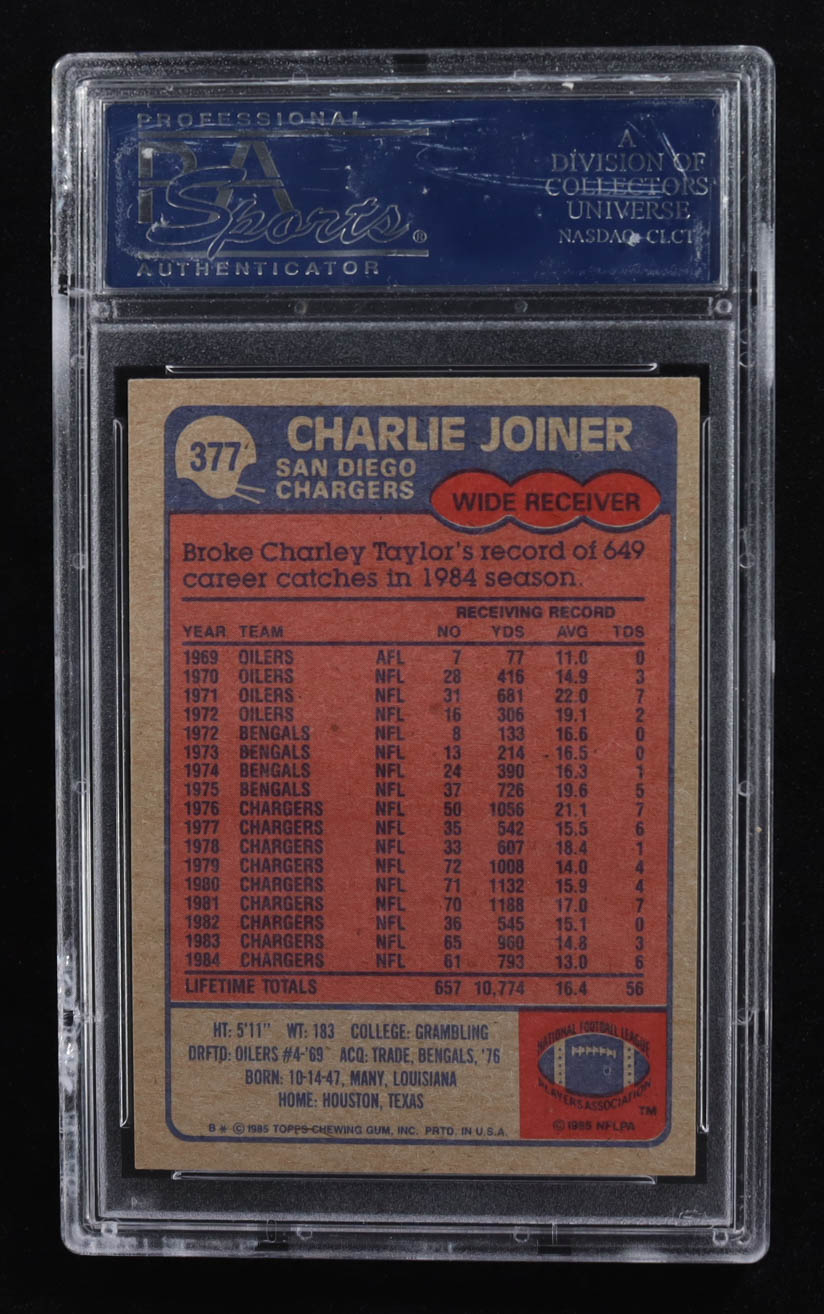 PROFESSIONAL
PSA
Sports®
AUTHENTICATOR
A
DIVISION OF
COLLECTORS
UNIVERSE
NASDAQ: CLCT
377
CHARLIE JOINER
SAN DIEGO
CHARGERS
WIDE RECEIVER
Broke Charley Taylor's record of 649
career catches in 1984 season.
RECEIVING RECORD
YEAR TEAM NO YDS AVG TDS
1969 OILERS AFL 7 77 11.0 0
1970 OILERS NFL 28 416 14.9 3
1971 OILERS NFL 31 681 22.0 7
1972 OILERS NFL 16 306 19.1 2
1972 BENGALS NFL 8 133 16.6 0
1973 BENGALS NFL 13 214 16.5 0
1974 BENGALS NFL 24 390 16.3 1
1975 BENGALS NFL 37 726 19.6 5
1976 CHARGERS NFL 50 1056 21.1 7
1977 CHARGERS NFL 35 542 15.5 6
1978 CHARGERS NFL 33 607 18.4 1
1979 CHARGERS NFL 72 1008 14.0 4
1980 CHARGERS NFL 71 1132 15.9 4
1981 CHARGERS NFL 70 1188 17.0 7
1982 CHARGERS NFL 36 545 15.1 0
1983 CHARGERS NFL 65 960 14.8 3
1984 CHARGERS NFL 61 793 13.0 6
LIFETIME TOTALS 657 10,774 16.4 56
HT: 5'11" WT: 183 COLLEGE: GRAMBLING
DRFTD: OILERS #4-'69 ACQ: TRADE, BENGALS, '76
BORN: 10-14-47, MANY, LOUISIANA
HOME: HOUSTON, TEXAS
B* © 1985 TOPPS CHEWING GUM, INC. PRTD. IN U.S.A.
NATIONAL FOOTBALL LEAGUE
PLAYERS ASSOCIATION
TM
© 1985 NFLPA